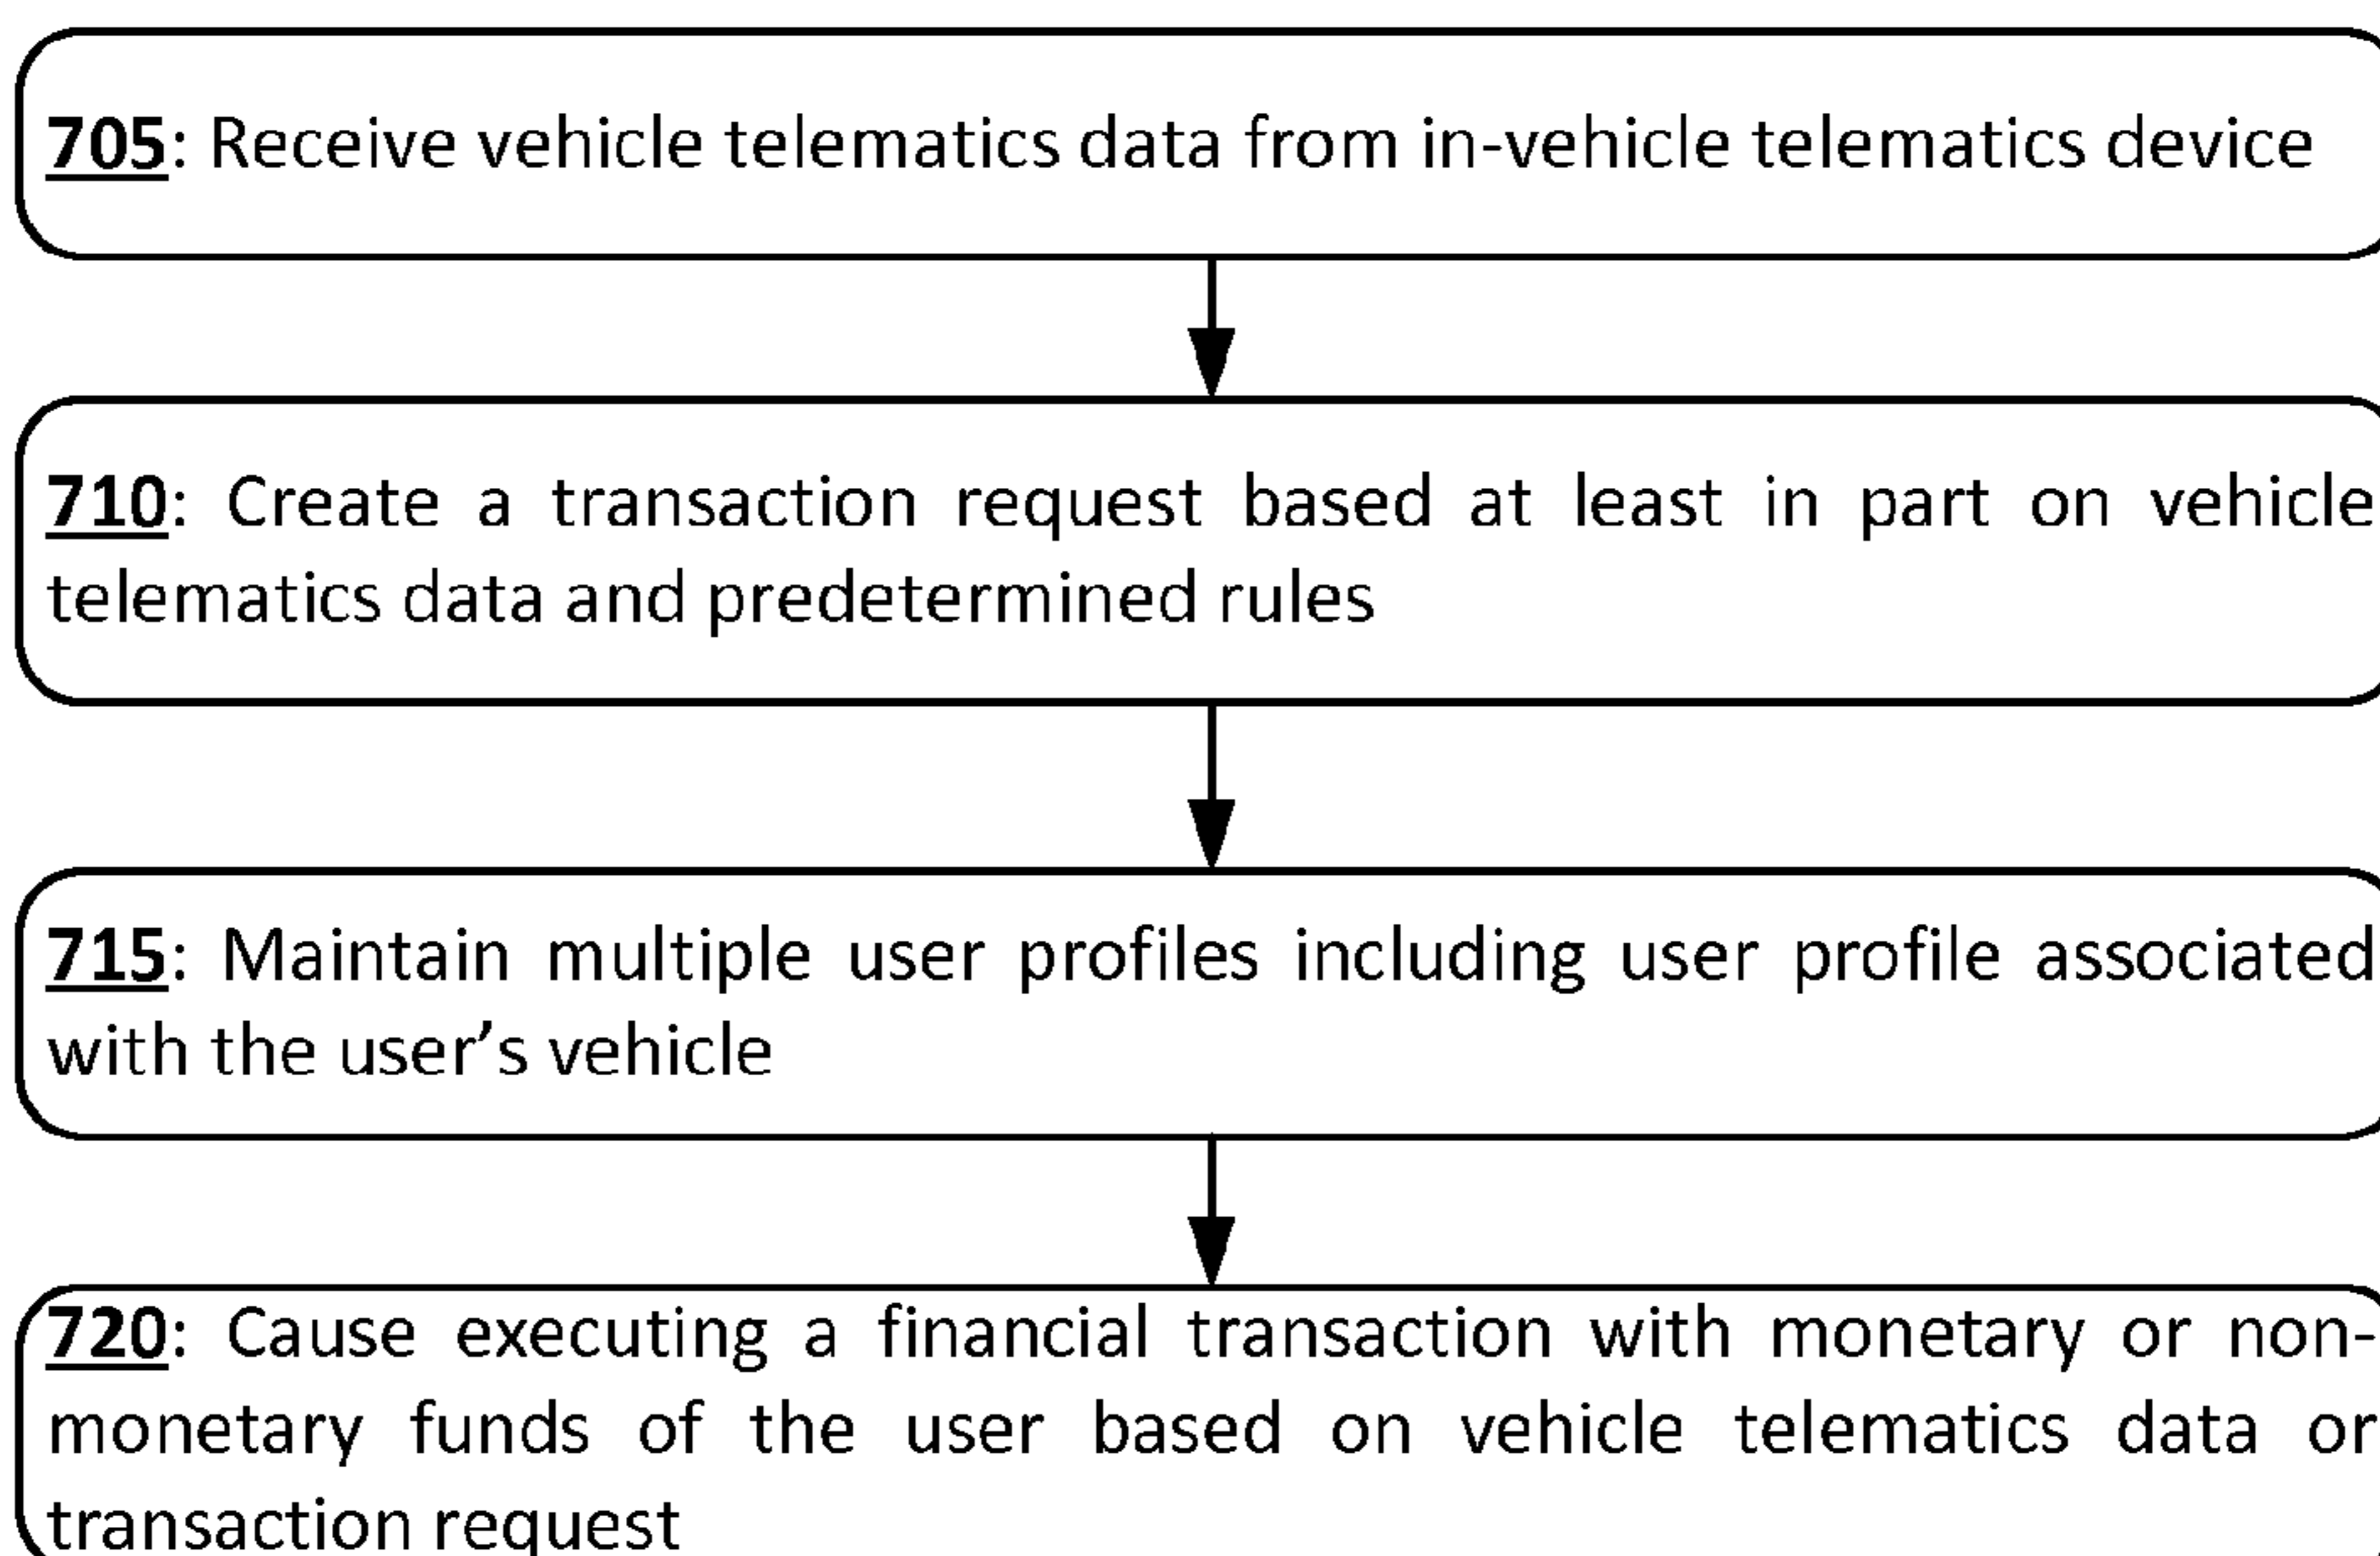 705: Receive vehicle telematics data from in-vehicle telematics device
710: Create a transaction request based at least in part on vehicle
telematics data and predetermined rules
715: Maintain multiple user profiles including user profile associated
with the user’s vehicle
720: Cause executing a financial transaction with monetary or non-
monetary funds of the user based on vehicle telematics data or
transaction request